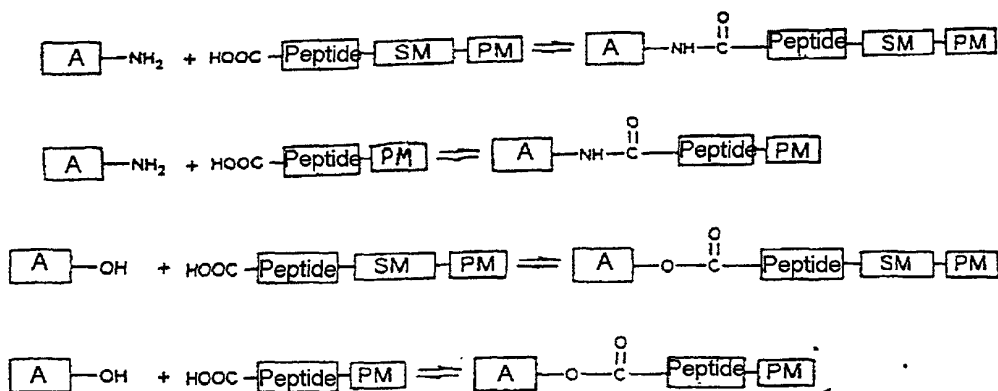 A -NH₂ + HOOC- Peptide - SM - PM ⇌ A -NH-C(=O)- Peptide - SM - PM
A -NH₂ + HOOC- Peptide - PM ⇌ A -NH-C(=O)- Peptide - PM
A -OH + HOOC- Peptide - SM - PM ⇌ A -O-C(=O)- Peptide - SM - PM
A -OH + HOOC- Peptide - PM ⇌ A -O-C(=O)- Peptide - PM